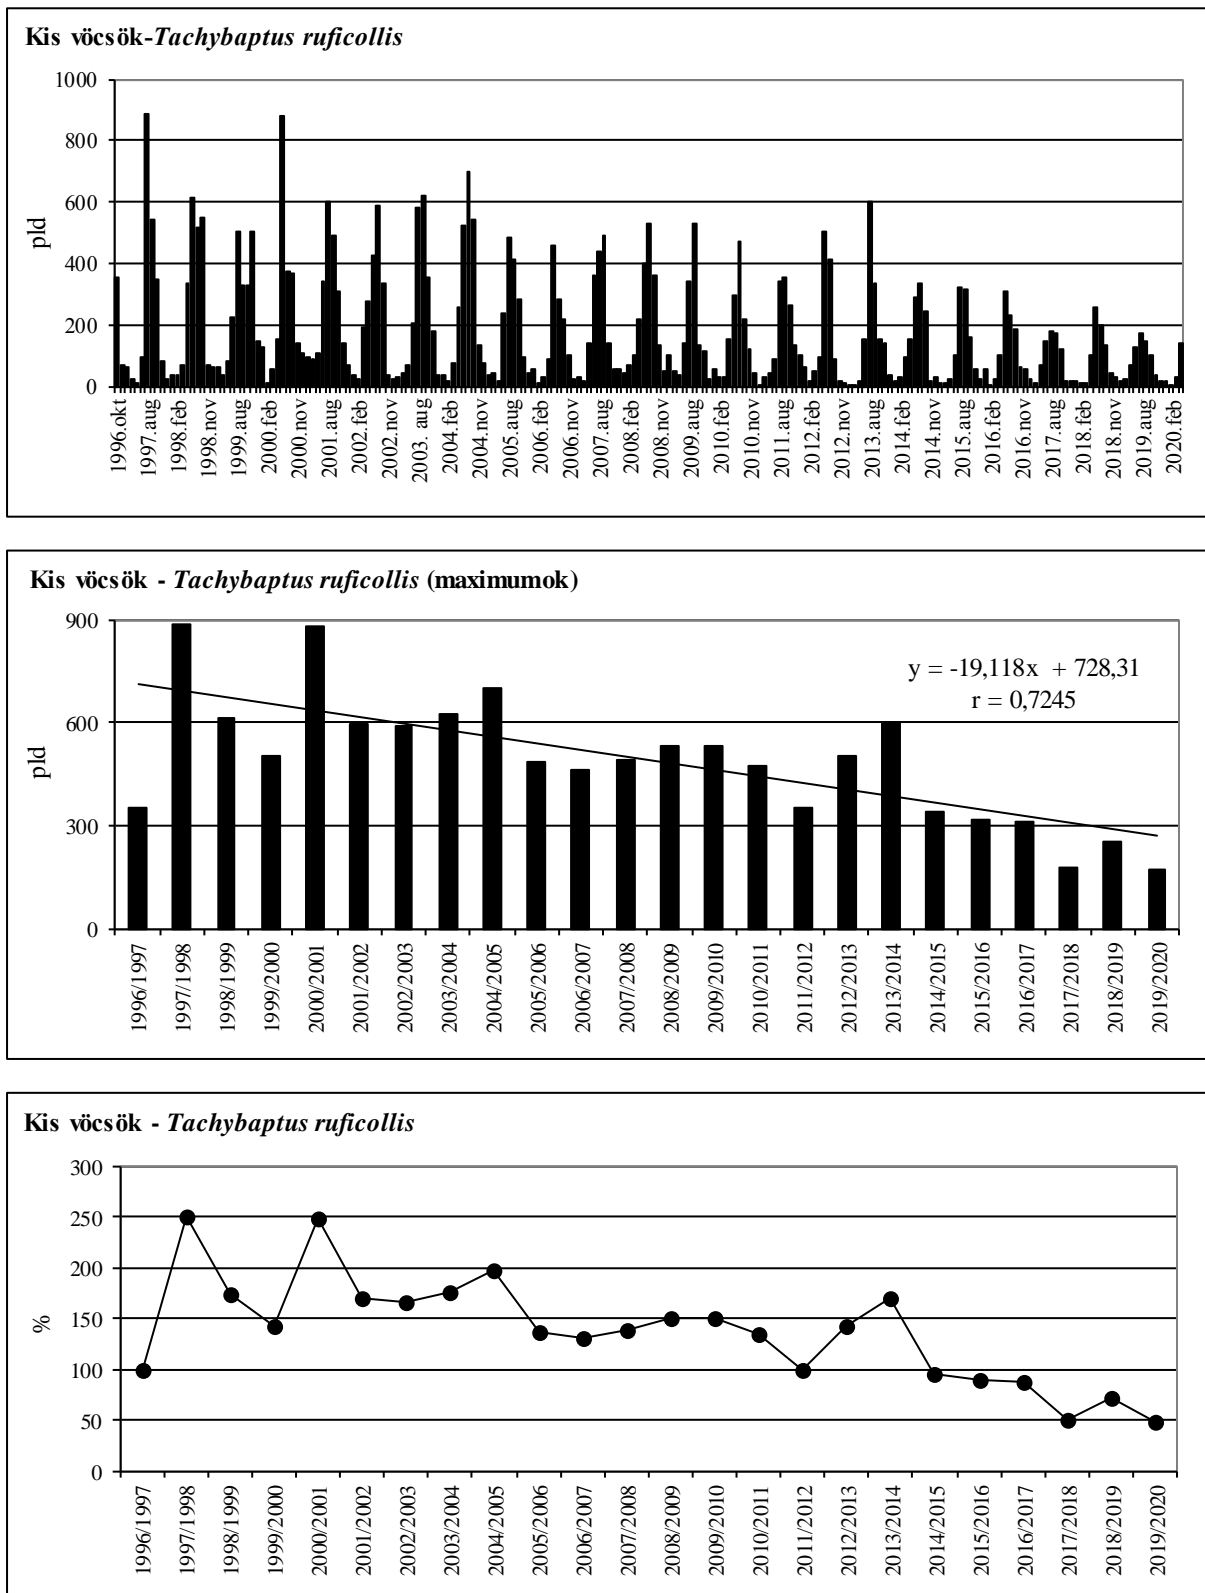 Kis vöcsök-Tachybaptus ruficollis
1000
800
600
400
200
0
pld
1996.okt
1997.aug
1998.feb
1998.nov
1999.aug
2000.feb
2000.nov
2001.aug
2002.feb
2002.nov
2003. aug
2004.feb
2004.nov
2005.aug
2006.feb
2006.nov
2007.aug
2008.feb
2008.nov
2009.aug
2010.feb
2010.nov
2011.aug
2012.feb
2012.nov
2013.aug
2014.feb
2014.nov
2015.aug
2016.feb
2016.nov
2017.aug
2018.feb
2018.nov
2019.aug
2020.feb
Kis vöcsök - Tachybaptus ruficollis (maximumok)
900
600
300
0
pld
y = -19,118x + 728,31
r = 0,7245
1996/1997
1997/1998
1998/1999
1999/2000
2000/2001
2001/2002
2002/2003
2003/2004
2004/2005
2005/2006
2006/2007
2007/2008
2008/2009
2009/2010
2010/2011
2011/2012
2012/2013
2013/2014
2014/2015
2015/2016
2016/2017
2017/2018
2018/2019
2019/2020
Kis vöcsök - Tachybaptus ruficollis
300
250
200
150
100
50
0
%
1996/1997
1997/1998
1998/1999
1999/2000
2000/2001
2001/2002
2002/2003
2003/2004
2004/2005
2005/2006
2006/2007
2007/2008
2008/2009
2009/2010
2010/2011
2011/2012
2012/2013
2013/2014
2014/2015
2015/2016
2016/2017
2017/2018
2018/2019
2019/2020